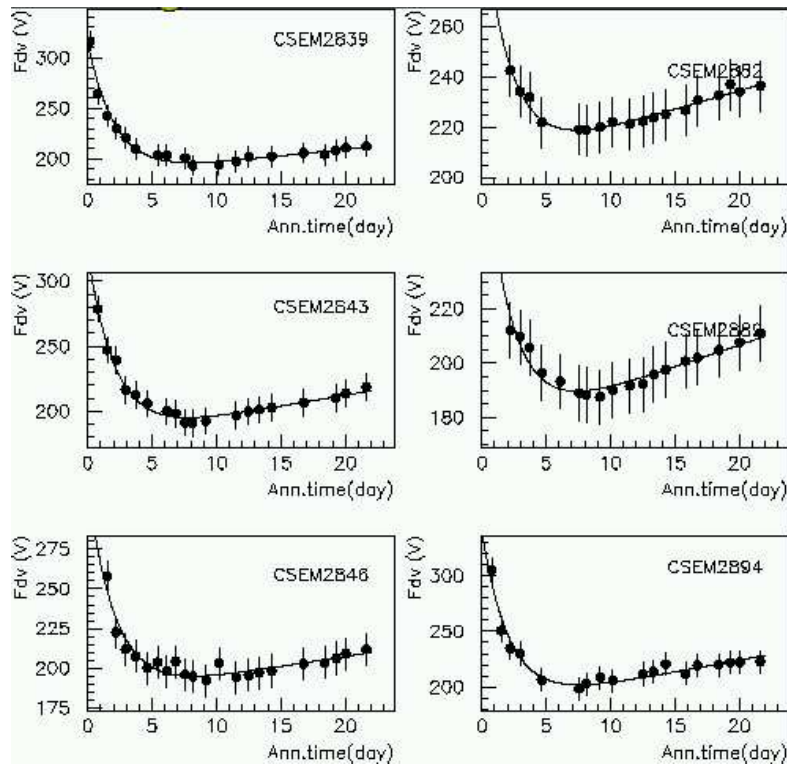 Fdv (V)
CSEM2839
300
250
200
0 5 10 15 20
Ann.time(day)
Fdv (V)
260
240
220
200
0 5 10 15 20
Ann.time(day)
Fdv (V)
CSEM2843
300
250
200
0 5 10 15 20
Ann.time(day)
Fdv (V)
220
210
200
190
0 5 10 15 20
Ann.time(day)
Fdv (V)
CSEM2846
275
250
225
200
175
0 5 10 15 20
Ann.time(day)
Fdv (V)
CSEM2894
300
250
200
0 5 10 15 20
Ann.time(day)